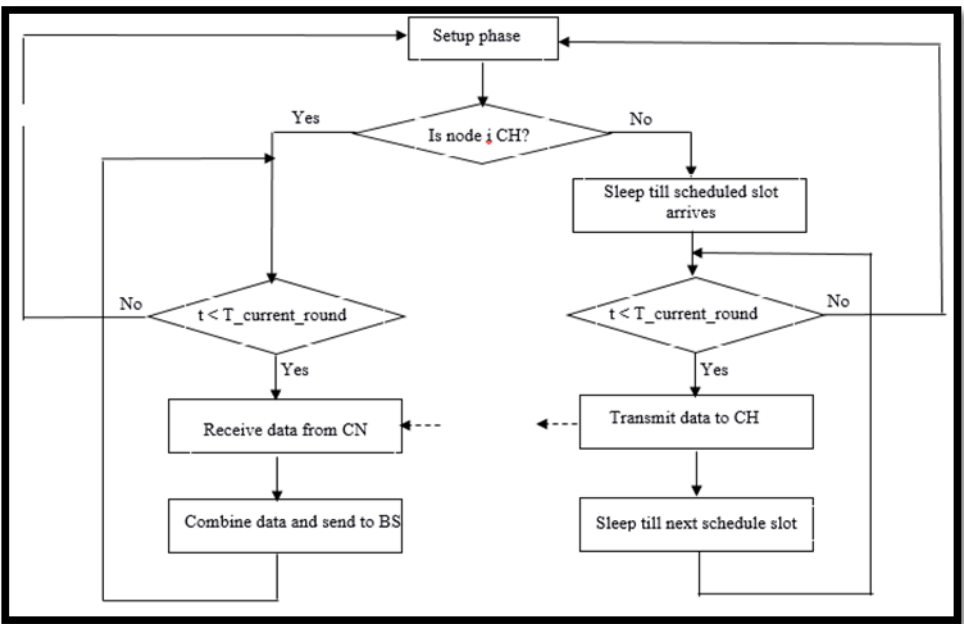 Setup phase
Yes
Is node i CH?
No
Sleep till scheduled slot
arrives
No
t < T_current_round
t < T_current_round
No
Yes
Yes
Receive data from CN
Transmit data to CH
Combine data and send to BS
Sleep till next schedule slot